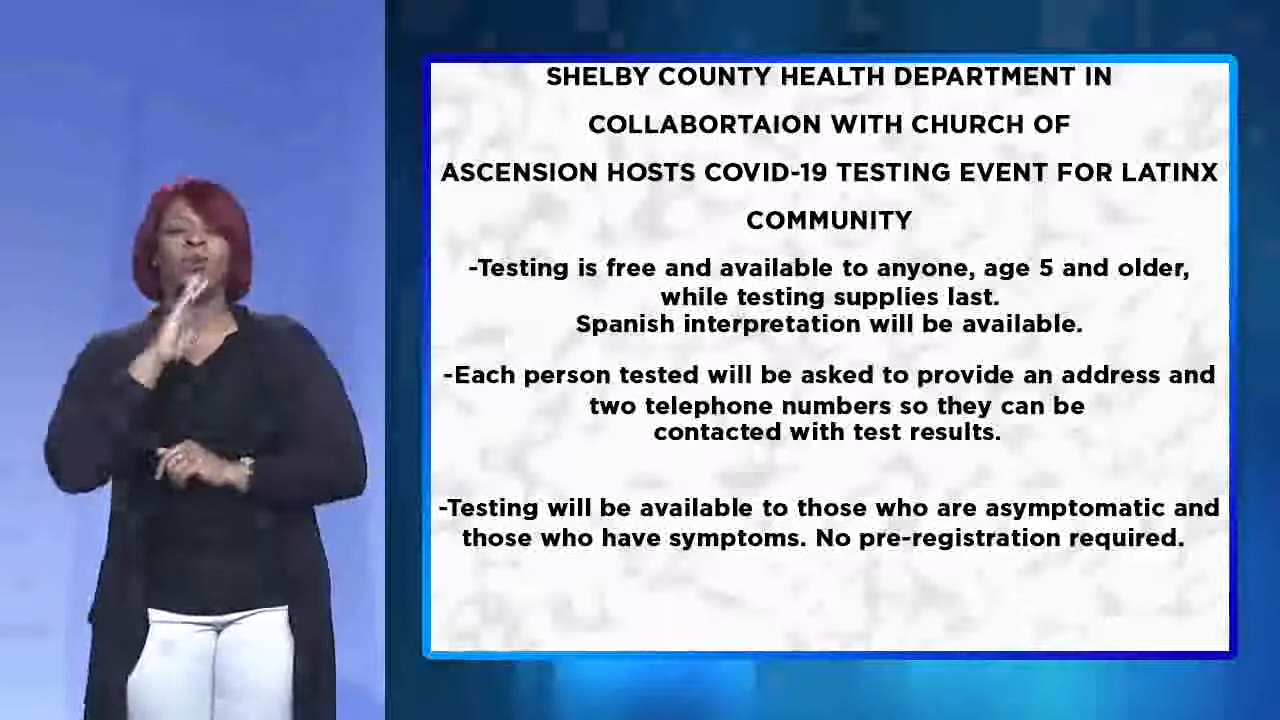 SHELBY COUNTY HEALTH DEPARTMENT IN
COLLABORTAION WITH CHURCH OF
ASCENSION HOSTS COVID-19 TESTING EVENT FOR LATINX
COMMUNITY
-Testing is free and available to anyone, age 5 and older,
while testing supplies last.
Spanish interpretation will be available.
-Each person tested will be asked to provide an address and
two telephone numbers so they can be
contacted with test results.
-Testing will be available to those who are asymptomatic and
those who have symptoms. No pre-registration required.